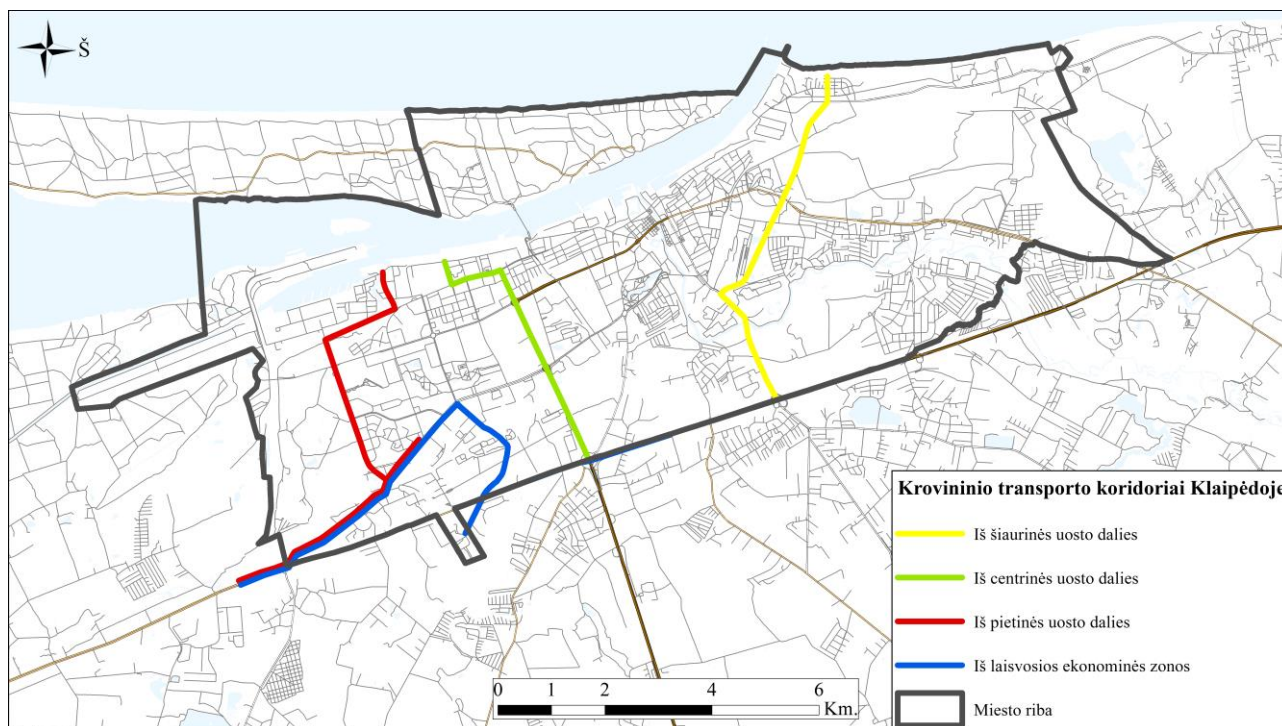 Š
Krovininio transporto koridoriai Klaipėdoje
Iš šiaurinės uosto dalies
Iš centrinės uosto dalies
Iš pietinės uosto dalies
Iš laisvosios ekonominės zonos
Miesto riba
0 1 2 4 6
Km.